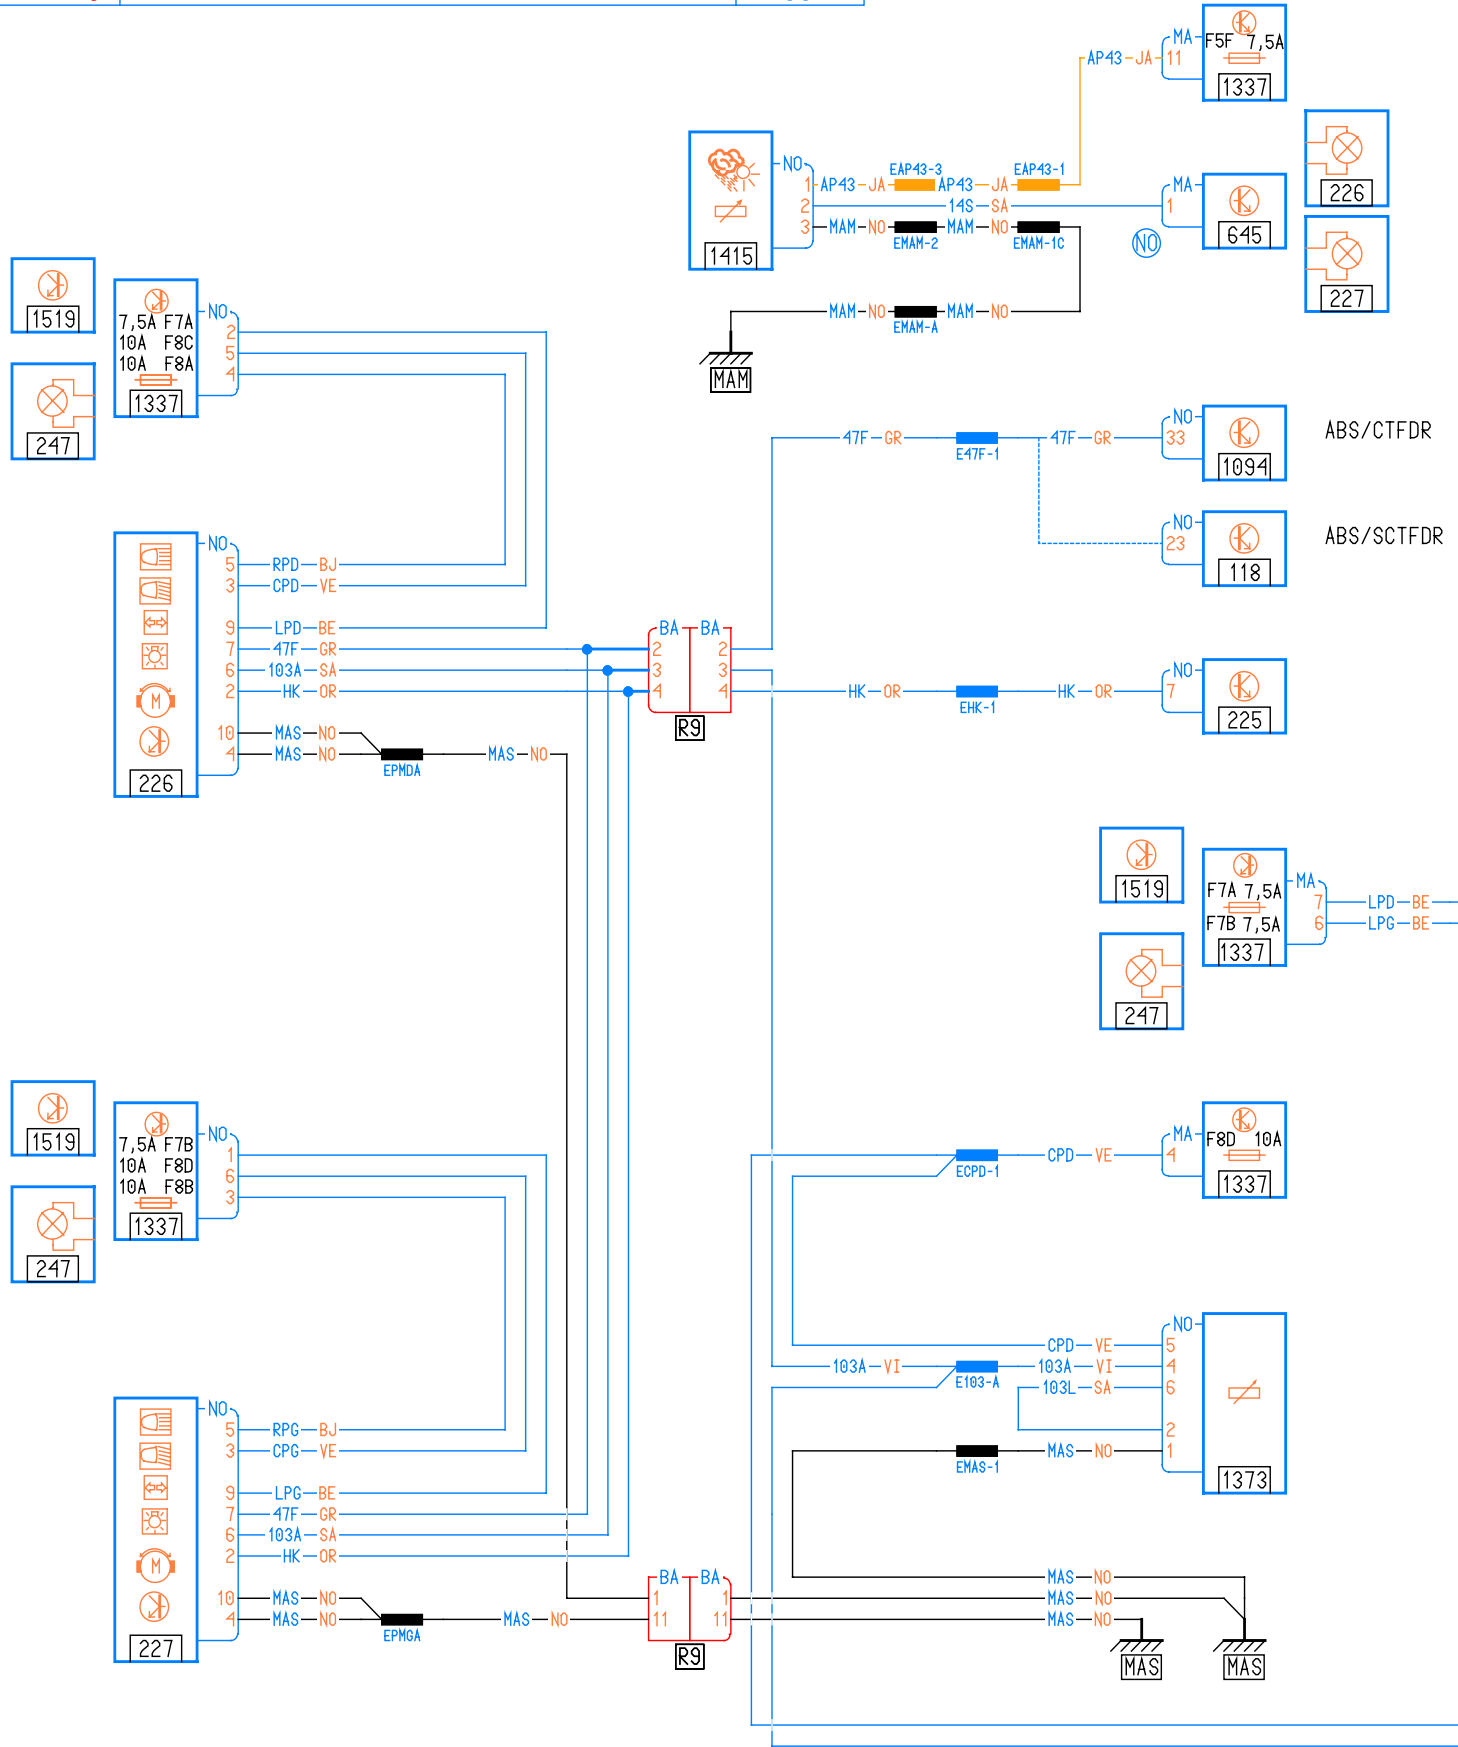 MA
F5F 7,5A
AP43 JA 11
1337
NO
EAP43-3 EAP43-1
1 AP43 JA AP43 JA
MA
2 14S SA 1
226
3 MAM NO MAM NO
EMAM-2 EMAM-1C
1415
NO
645
227
1519
NO
7,5A F7A 2
10A F8C 5
10A F8A 4
1337
247
MAM NO MAM NO
EMAM-A
MAM
NO
47F GR 47F GR 33
E47F-1
1094
ABS/CTFDR
NO
23
118
ABS/SCTFDR
NO
5 RPD BJ
3 CPD VE
9 LPD BE
7 47F GR
6 103A SA
2 HK OR
10 MAS NO
4 MAS NO MAS NO
EPMDA
226
BA BA
2 2
3 3
4 4
R9
NO
HK OR HK OR 7
EHK-1
225
1519
MA
F7A 7,5A
7 LPD BE
F7B 7,5A 6 LPG BE
1337
247
1519
NO
7,5A F7B 1
10A F8D 6
10A F8B 3
1337
247
MA
F8D 10A
CPD VE 4
ECPD-1
1337
NO
CPD VE 5
103A VI 103A VI 4
E103-A
103L SA 6
2
MAS NO 1
EMAS-1
1373
NO
5 RPG BJ
3 CPG VE
9 LPG BE
7 47F GR
6 103A SA
2 HK OR
10 MAS NO
4 MAS NO MAS NO
EPMGA
227
BA BA
1 1
11 11
R9
MAS NO
MAS NO
MAS NO
MAS MAS